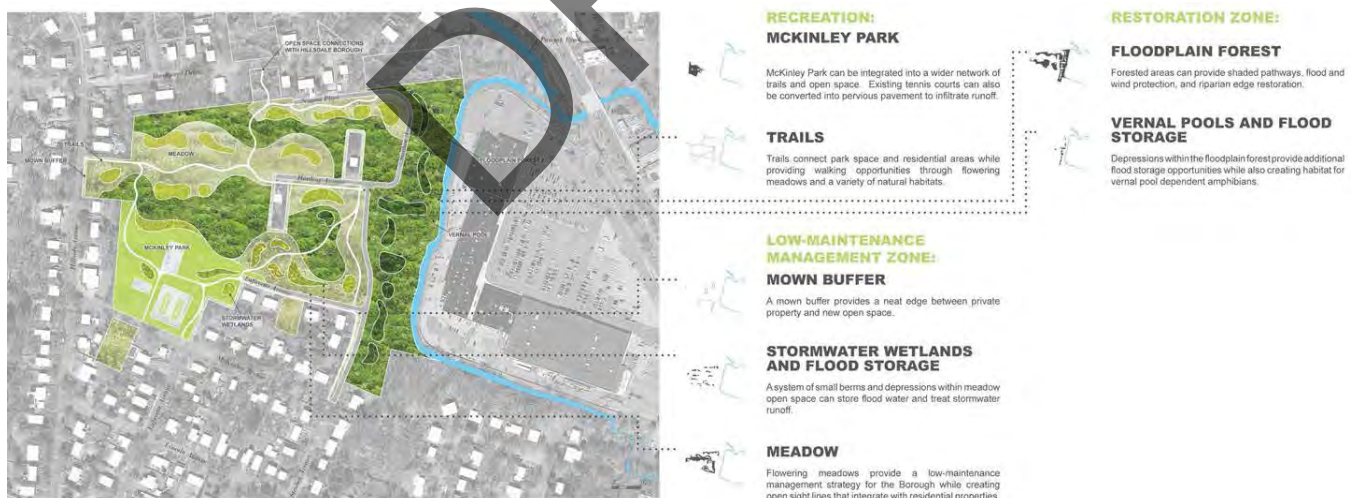 OPEN SPACE CONNECTIONS
WITH HILLSDALE BOROUGH
TRAILS
MOWN BUFFER
MEADOW
FLOODPLAIN FOREST
VERNAL POOL
MCKINLEY PARK
STORMWATER
WETLANDS
RECREATION:
MCKINLEY PARK
McKinley Park can be integrated into a wider network of
trails and open space. Existing tennis courts can also
be converted into pervious pavement to infiltrate runoff.
TRAILS
Trails connect park space and residential areas while
providing walking opportunities through flowering
meadows and a variety of natural habitats.
LOW-MAINTENANCE
MANAGEMENT ZONE:
MOWN BUFFER
A mown buffer provides a neat edge between private
property and new open space.
STORMWATER WETLANDS
AND FLOOD STORAGE
A system of small berms and depressions within meadow
open space can store flood water and treat stormwater
runoff.
MEADOW
Flowering meadows provide a low-maintenance
management strategy for the Borough while creating
open sight lines that integrate with residential properties.
RESTORATION ZONE:
FLOODPLAIN FOREST
Forested areas can provide shaded pathways, flood and
wind protection, and riparian edge restoration.
VERNAL POOLS AND FLOOD
STORAGE
Depressions within the floodplain forest provide additional
flood storage opportunities while also creating habitat for
vernal pool dependent amphibians.